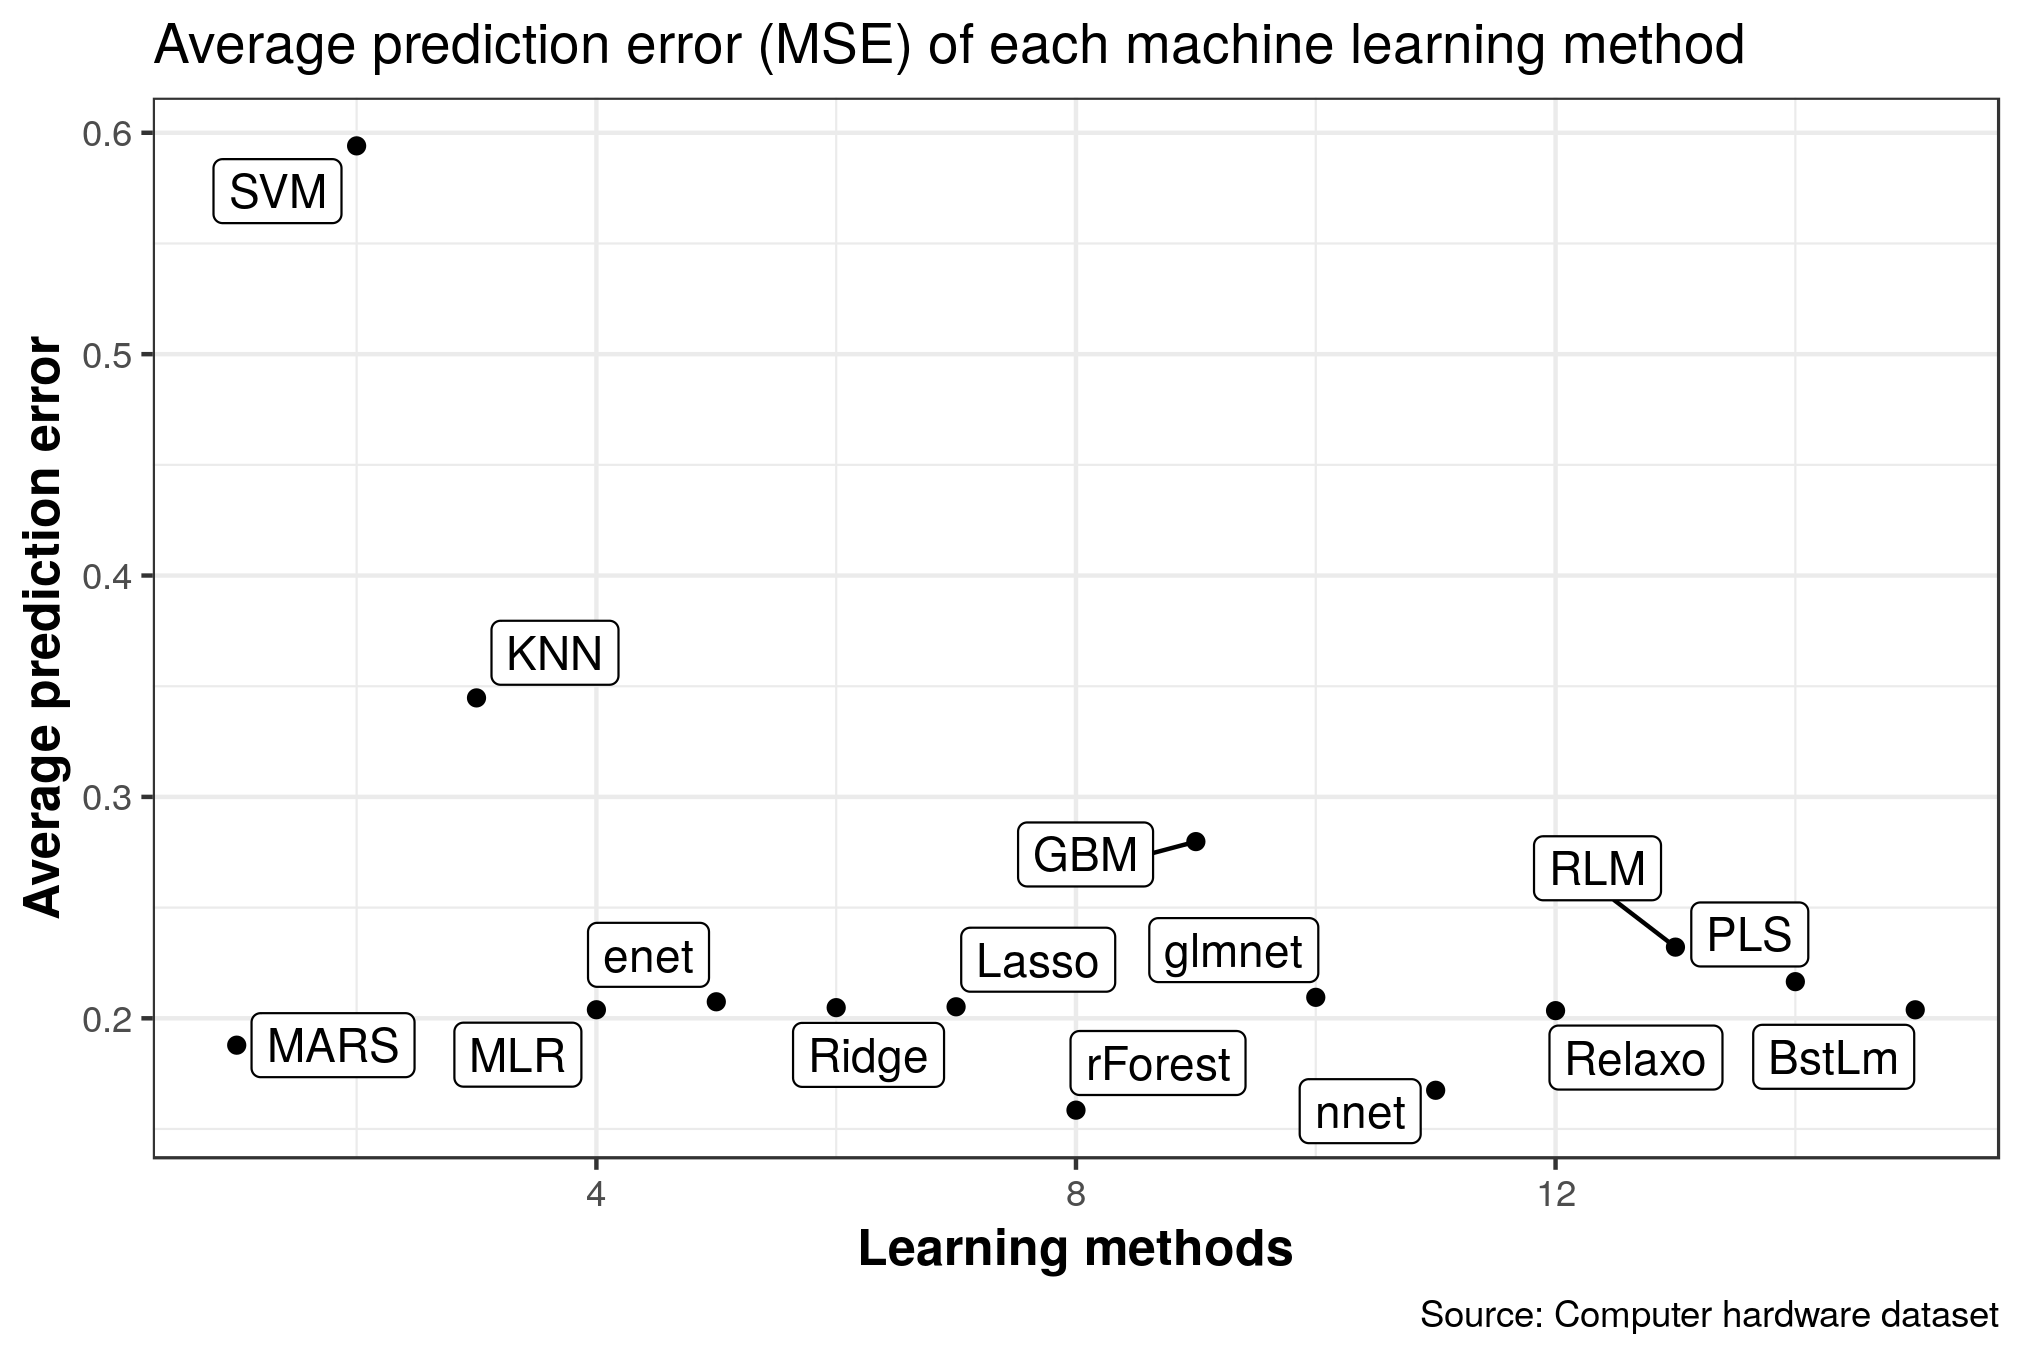 Average prediction error (MSE) of each machine learning method
Average prediction error
0.6
0.5
0.4
0.3
0.2
SVM
KNN
GBM
RLM
PLS
enet
Lasso
glmnet
MARS
MLR
Ridge
rForest
nnet
Relaxo
BstLm
4
8
12
Learning methods
Source: Computer hardware dataset